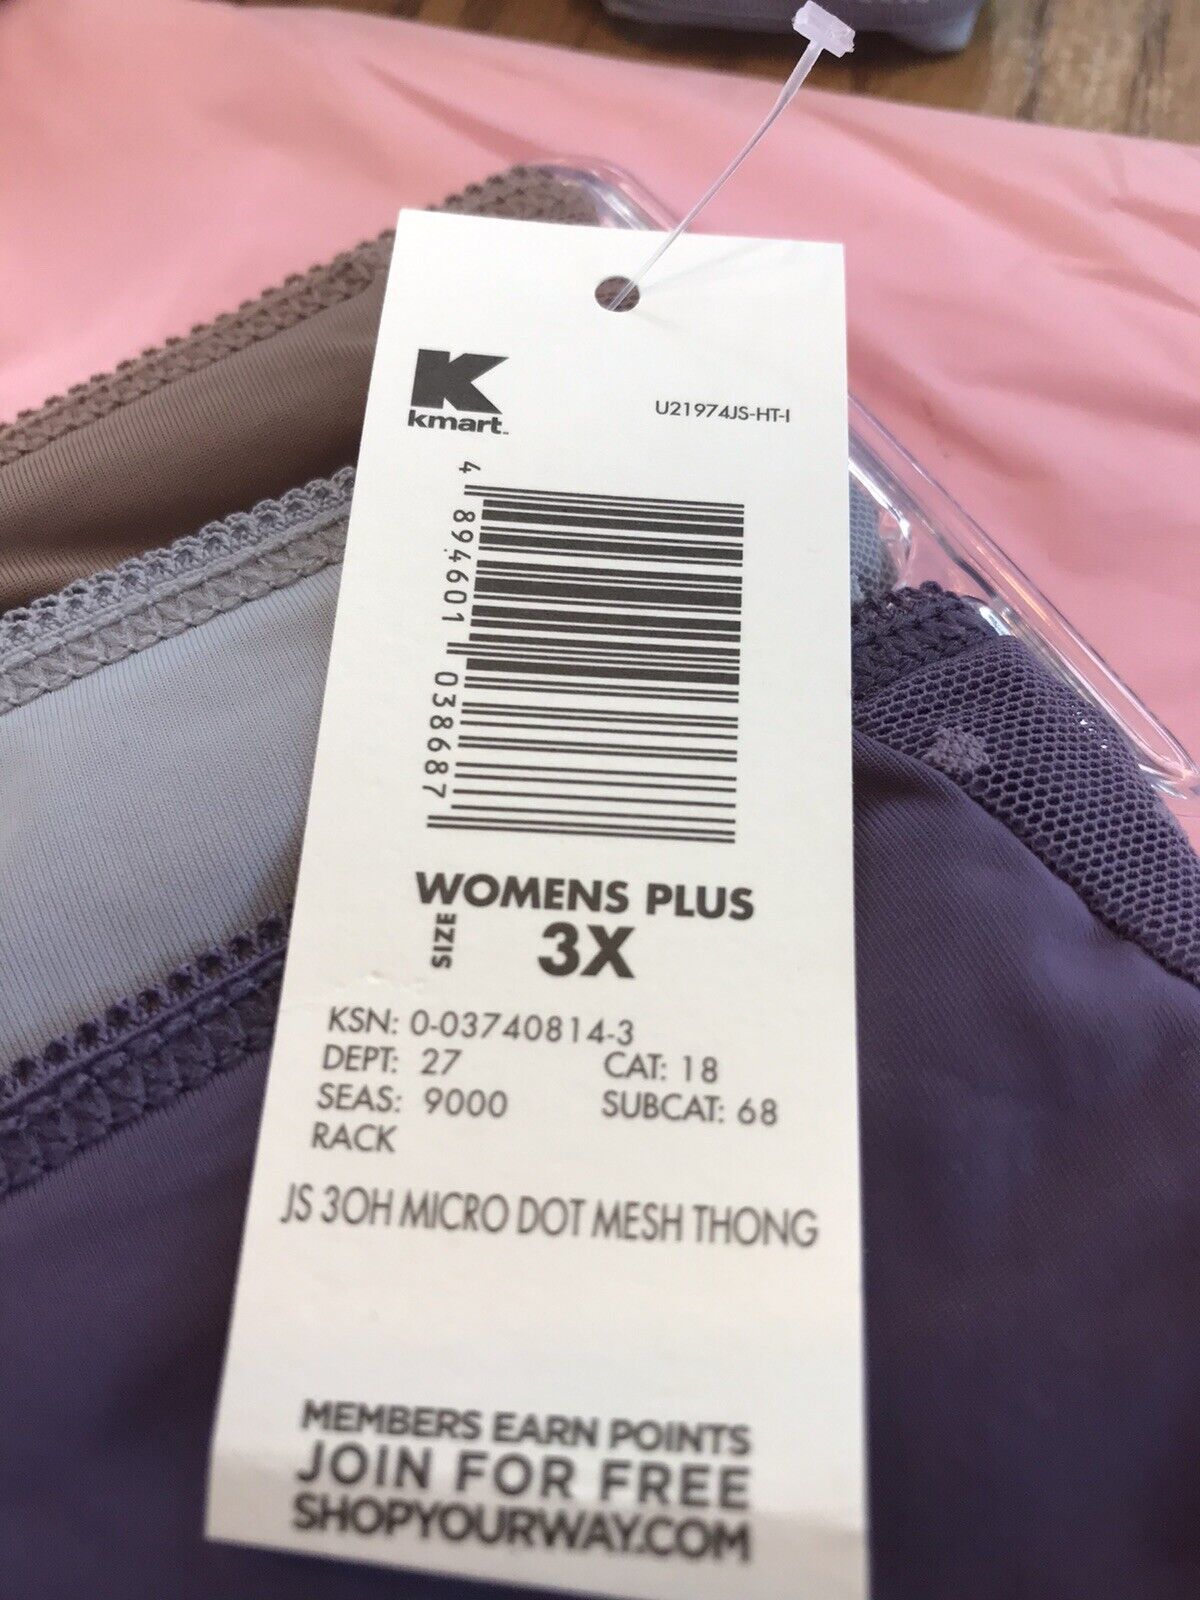 kmart
U21974JS-HT-I
4 894601 038687
WOMENS PLUS
SIZE 3X
KSN: 0-03740814-3
DEPT: 27 CAT: 18
SEAS: 9000 SUBCAT: 68
RACK
JS 3OH MICRO DOT MESH THONG
MEMBERS EARN POINTS
JOIN FOR FREE
SHOPYOURWAY.COM